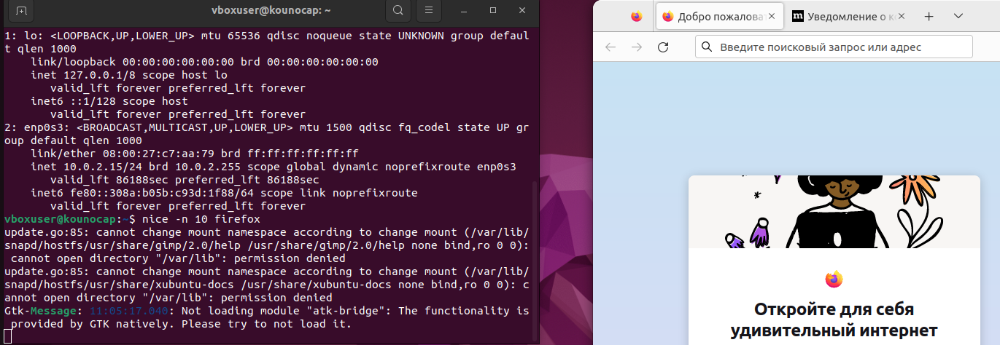 vboxuser@kounocap: ~
1: lo: <LOOPBACK,UP,LOWER_UP> mtu 65536 qdisc noqueue state UNKNOWN group defaul
t qlen 1000
    link/loopback 00:00:00:00:00:00 brd 00:00:00:00:00:00
    inet 127.0.0.1/8 scope host lo
       valid_lft forever preferred_lft forever
    inet6 ::1/128 scope host
       valid_lft forever preferred_lft forever
2: enp0s3: <BROADCAST,MULTICAST,UP,LOWER_UP> mtu 1500 qdisc fq_codel state UP gr
oup default qlen 1000
    link/ether 08:00:27:c7:aa:79 brd ff:ff:ff:ff:ff:ff
    inet 10.0.2.15/24 brd 10.0.2.255 scope global dynamic noprefixroute enp0s3
       valid_lft 86188sec preferred_lft 86188sec
    inet6 fe80::308a:b05b:c93d:1f88/64 scope link noprefixroute
       valid_lft forever preferred_lft forever
vboxuser@kounocap:~$ nice -n 10 firefox
update.go:85: cannot change mount namespace according to change mount (/var/lib/
snapd/hostfs/usr/share/gimp/2.0/help /usr/share/gimp/2.0/help none bind,ro 0 0):
 cannot open directory "/var/lib": permission denied
update.go:85: cannot change mount namespace according to change mount (/var/lib/
snapd/hostfs/usr/share/xubuntu-docs /usr/share/xubuntu-docs none bind,ro 0 0): c
annot open directory "/var/lib": permission denied
Gtk-Message: 11:05:17.040: Not loading module "atk-bridge": The functionality is
 provided by GTK natively. Please try to not load it.
Добро пожалова
m Уведомление о к
Введите поисковый запрос или адрес
Откройте для себя
удивительный интернет